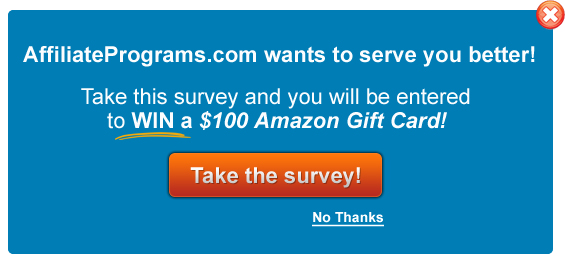 AffiliatePrograms.com wants to serve you better!
Take this survey and you will be entered
to WIN a $100 Amazon Gift Card!
Take the survey!
No Thanks